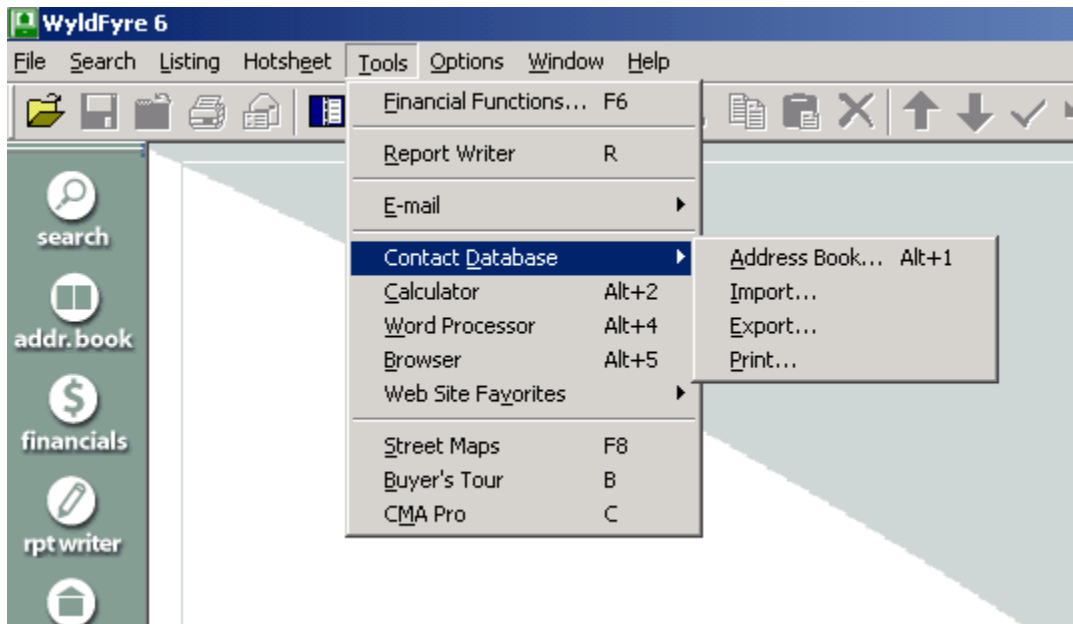 WyldFyre 6
File Search Listing Hotsheet Tools Options Window Help
Financial Functions... F6
Report Writer R
E-mail
Contact Database
Calculator Alt+2
Word Processor Alt+4
Browser Alt+5
Web Site Favorites
Street Maps F8
Buyer's Tour B
CMA Pro C
Address Book... Alt+1
Import...
Export...
Print...
search
addr. book
financials
rpt writer